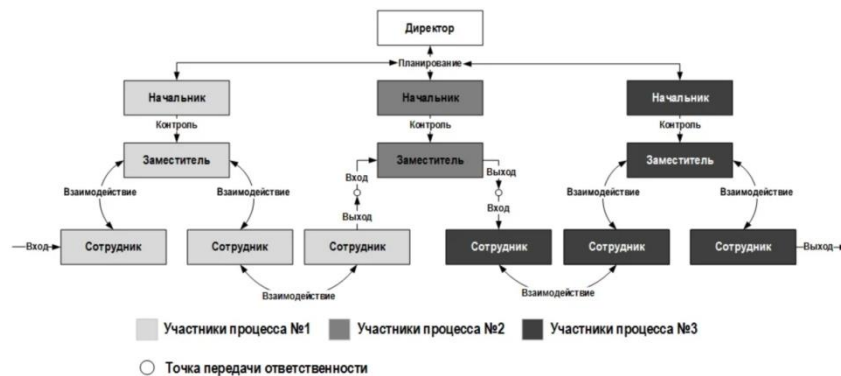 Директор
Планирование
Начальник
Начальник
Начальник
Контроль
Контроль
Контроль
Заместитель
Заместитель
Заместитель
Взаимодействие
Взаимодействие
Вход
Выход
Выход
Вход
Взаимодействие
Взаимодействие
Вход
Сотрудник
Сотрудник
Сотрудник
Сотрудник
Сотрудник
Сотрудник
Выход
Взаимодействие
Взаимодействие
Участники процесса №1
Участники процесса №2
Участники процесса №3
Точка передачи ответственности